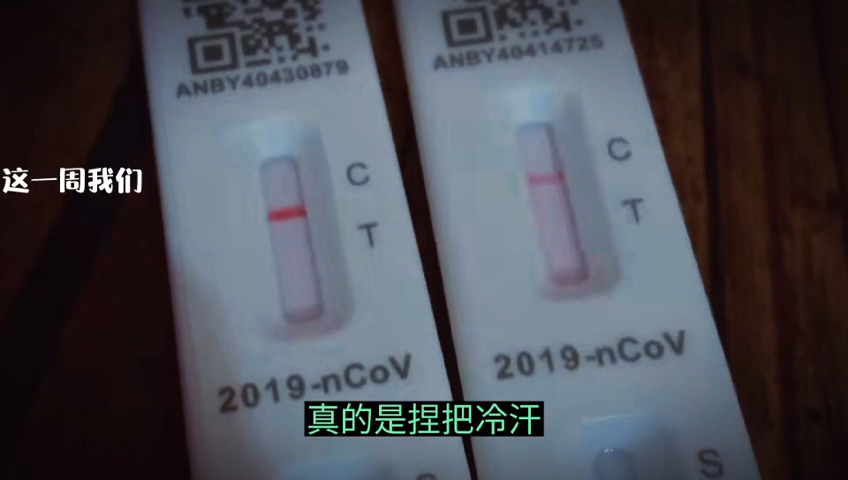 ANBY40430879
ANBY40414725
这一周我们
C
T
C
T
2019-nCoV
2019-nCoV
真的是捏把冷汗
S